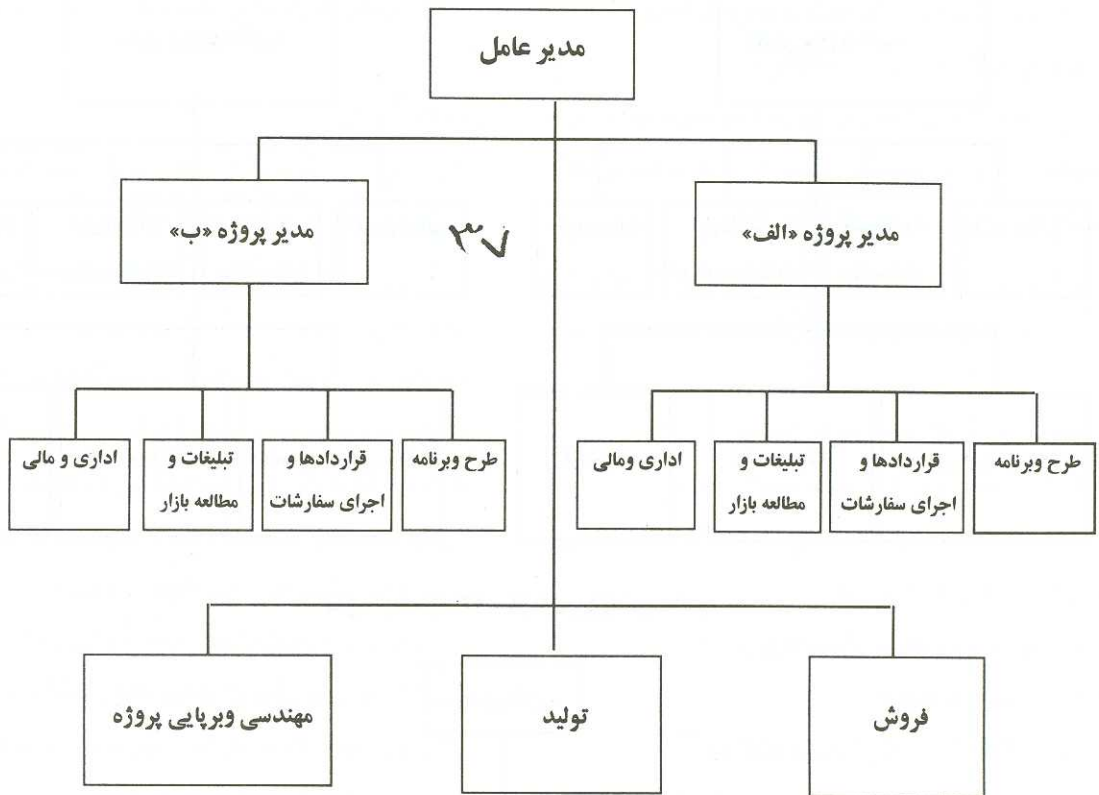 مدیر عامل
مدیر پروژه «الف»
مدیر پروژه «ب»
۳۷
طرح وبرنامه
قراردادها و
اجرای سفارشات
تبلیغات و
مطالعه بازار
اداری ومالی
طرح وبرنامه
قراردادها و
اجرای سفارشات
تبلیغات و
مطالعه بازار
اداری و مالی
فروش
تولید
مهندسی وبرپایی پروژه